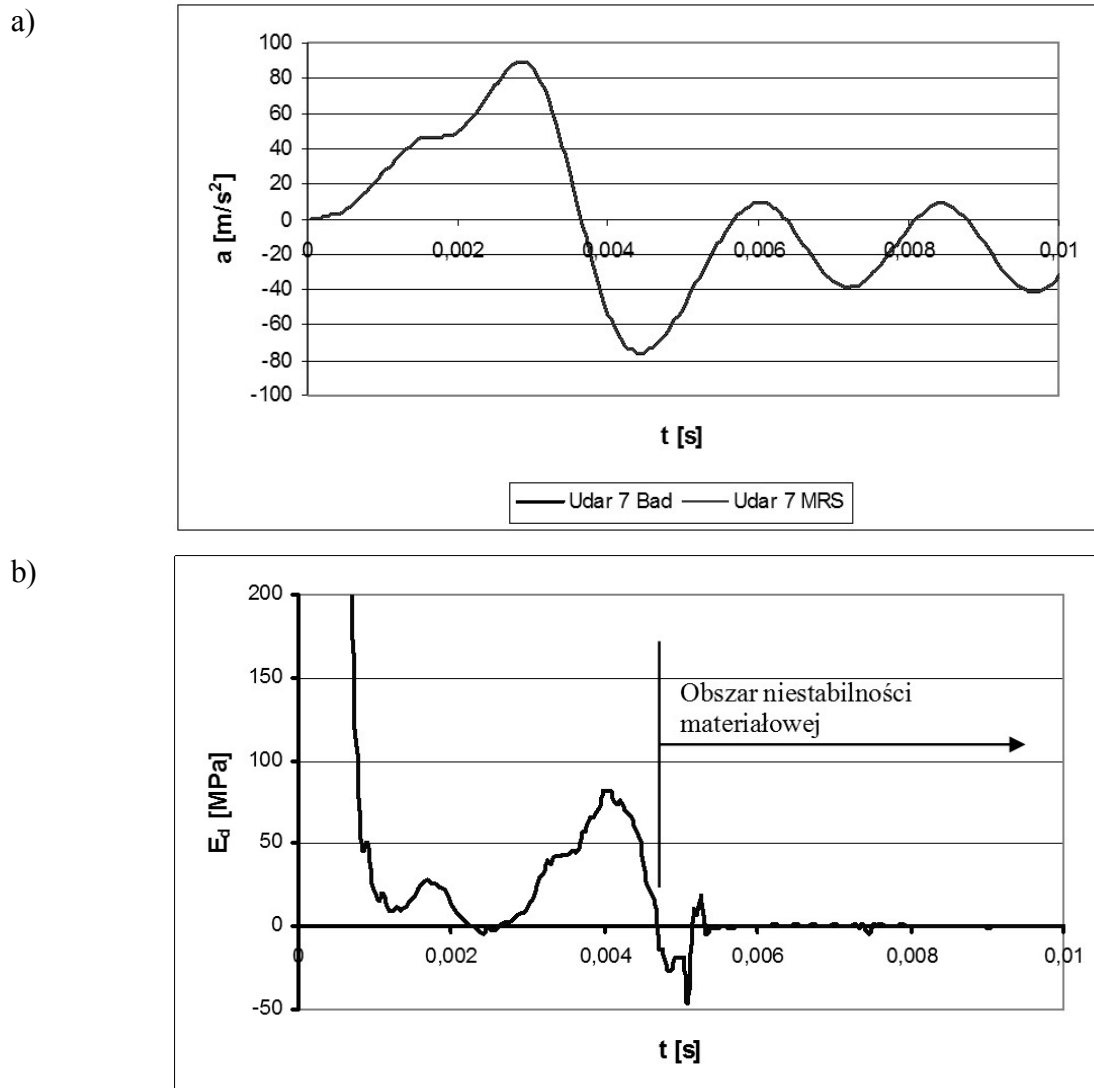 a)
100
80
60
40
20
0
-20
-40
-60
-80
-100
a [m/s²]
0 0,002 0,004 0,006 0,008 0,01
t [s]
Udar 7 Bad Udar 7 MRS
b)
200
150
100
50
0
-50
E_d [MPa]
Obszar niestabilności
materiałowej
0 0,002 0,004 0,006 0,008 0,01
t [s]